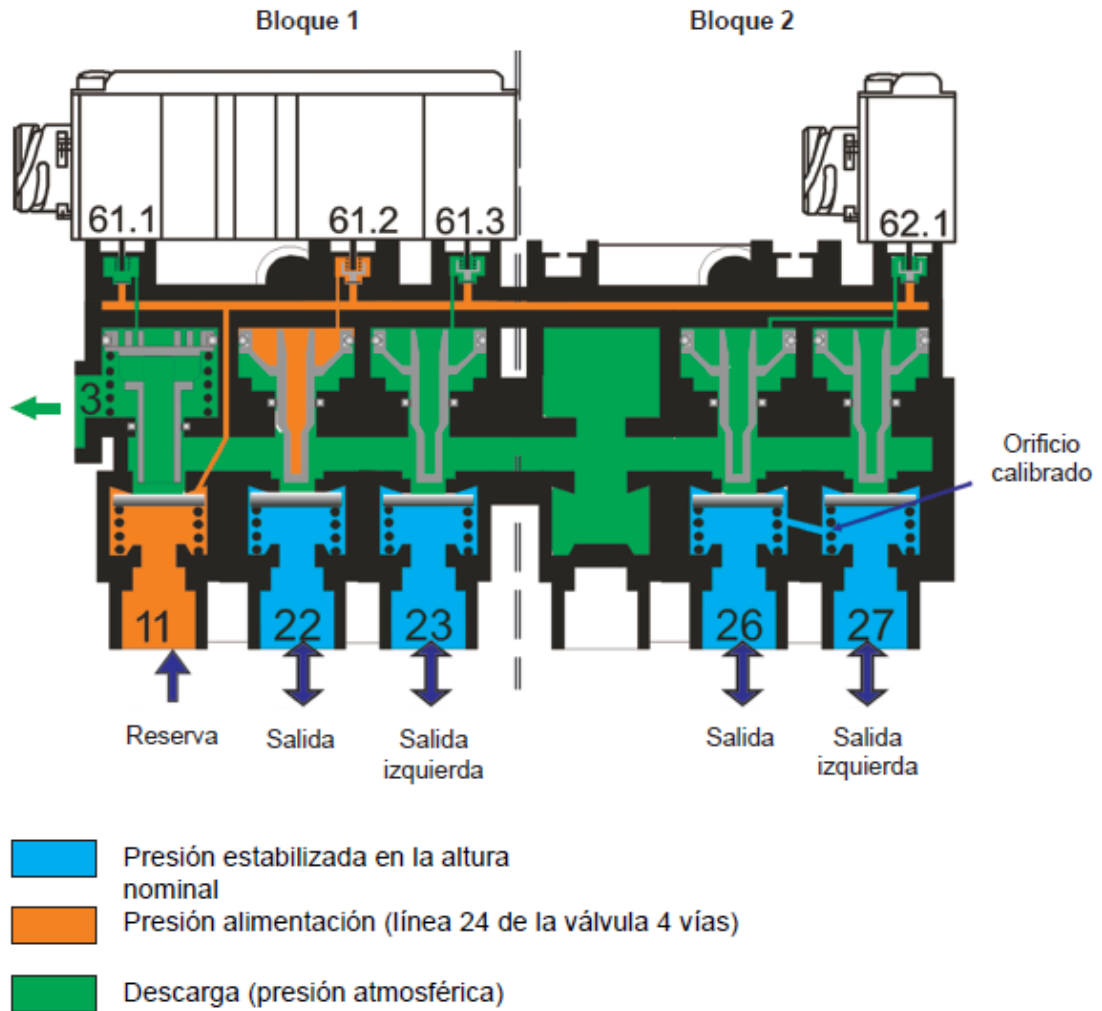 Bloque 1
Bloque 2
61.1
61.2
61.3
62.1
3
Orificio
calibrado
11
22
23
26
27
Reserva
Salida
Salida
izquierda
Salida
Salida
izquierda
Presión estabilizada en la altura
nominal
Presión alimentación (línea 24 de la válvula 4 vías)
Descarga (presión atmosférica)